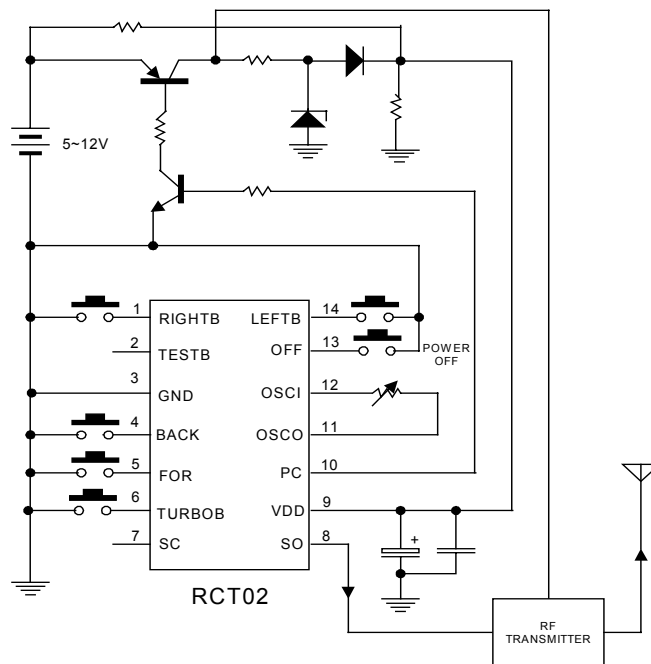 5~12V
1 RIGHTB LEFTB 14
2 TESTB OFF 13
POWER
OFF
3 GND OSCI 12
4 BACK OSCO 11
5 FOR PC 10
6 TURBOB VDD 9
7 SC SO 8
+
RCT02
RF
TRANSMITTER